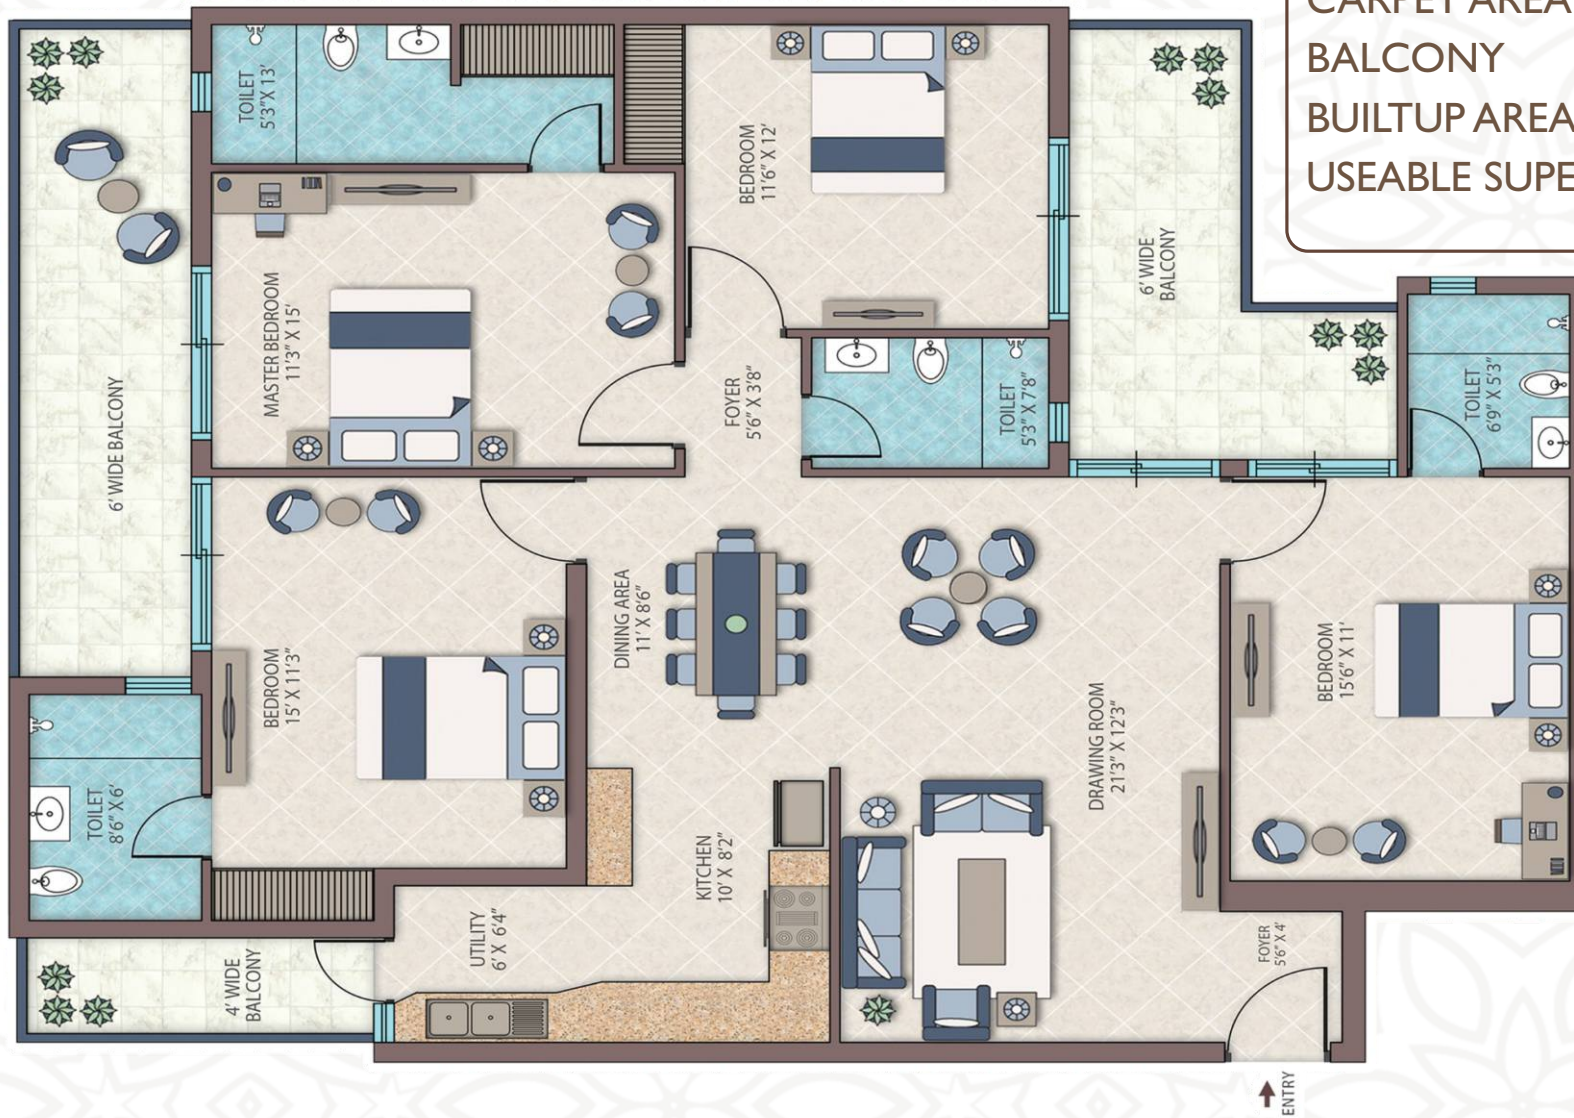 CARPET AREA
BALCONY
BUILTUP AREA
USEABLE SUPE
TOILET
5'3" X 13'
BEDROOM
11'6" X 12'
6' WIDE
BALCONY
MASTER BEDROOM
11'3" X 15'
6' WIDE BALCONY
FOYER
5'6" X 3'8"
TOILET
5'3" X 7'8"
TOILET
6'9" X 5'3"
BEDROOM
15' X 11'3"
DINING AREA
11' X 8'6"
DRAWING ROOM
21'3" X 12'3"
BEDROOM
15'6" X 11'
TOILET
8'6" X 6'
KITCHEN
10' X 8'2"
UTILITY
6' X 6'4"
4' WIDE
BALCONY
FOYER
5'6" X 4'
ENTRY